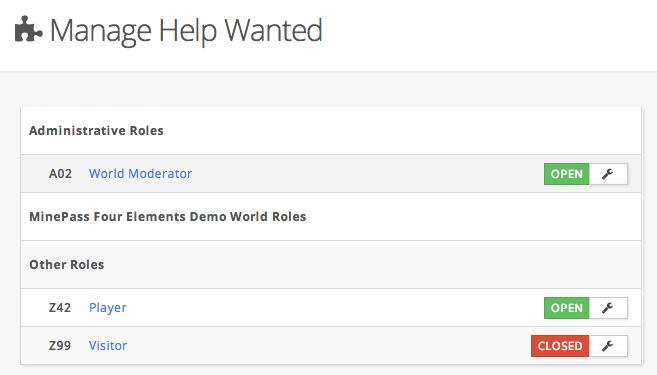 Manage Help Wanted
Administrative Roles
A02 World Moderator OPEN
MinePass Four Elements Demo World Roles
Other Roles
Z42 Player OPEN
Z99 Visitor CLOSED